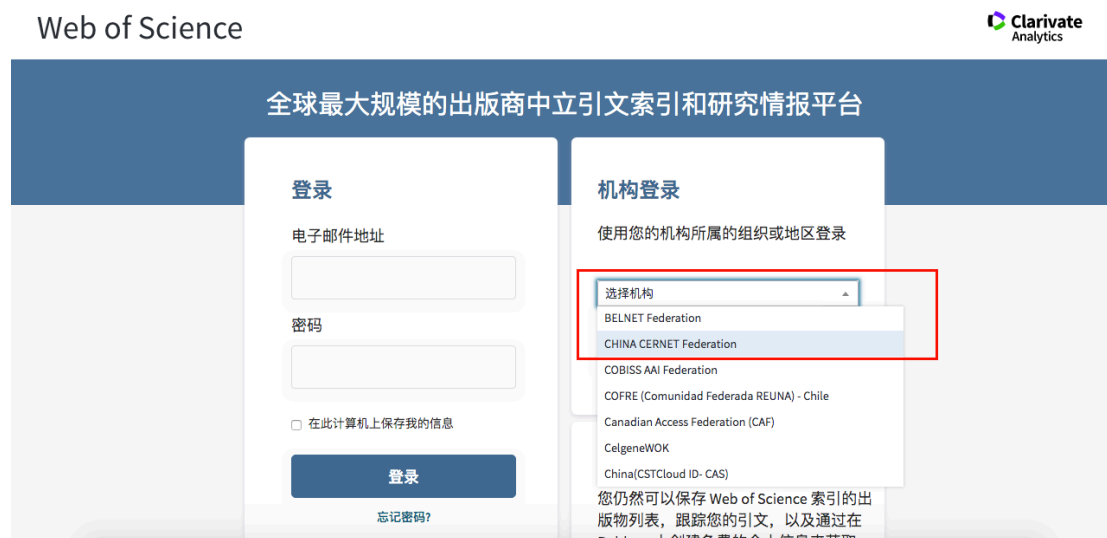 Web of Science
Clarivate
Analytics
全球最大规模的出版商中立引文索引和研究情报平台
登录
电子邮件地址
密码
在此计算机上保存我的信息
登录
忘记密码?
机构登录
使用您的机构所属的组织或地区登录
选择机构
BELNET Federation
CHINA CERNET Federation
COBISS AAI Federation
COFRE (Comunidad Federada REUNA) - Chile
Canadian Access Federation (CAF)
CelgeneWOK
China(CSTCloud ID- CAS)
您仍然可以保存 Web of Science 索引的出
版物列表，跟踪您的引文，以及通过在